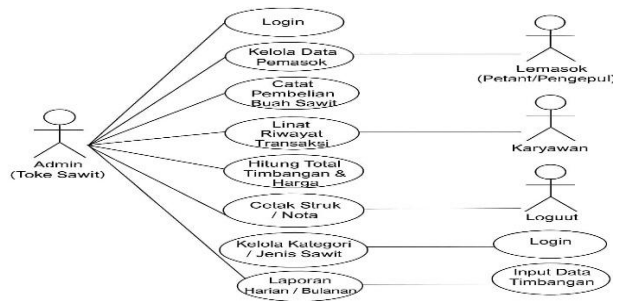 Login
Kelola Data
Pemasok
Catat
Pembelian
Buah Sawit
Linat
Riwayat
Transaksi
Hitung Total
Timbangan &
Harga
Cetak Struk
/ Nota
Kelola Kategori
/ Jenis Sawit
Laporan
Harian / Bulanan
Admin
(Toke Sawit)
Lemasok
(Petant/Pengepul)
Karyawan
Loguut
Login
Input Data
Timbangan